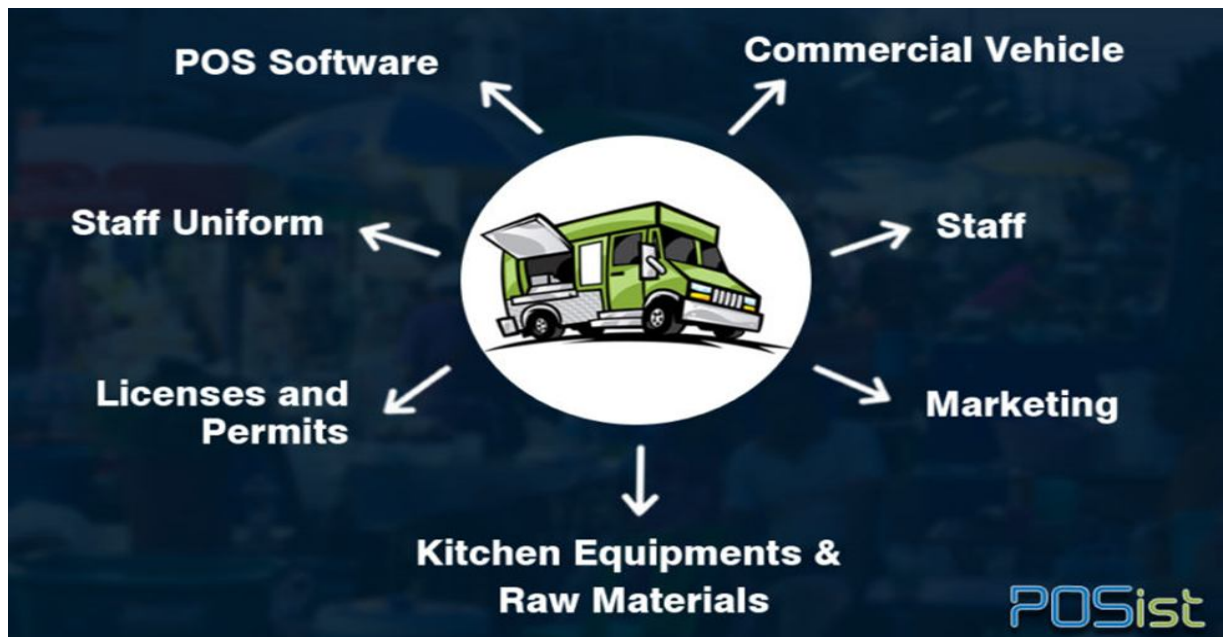 POS Software
Commercial Vehicle
Staff Uniform
Staff
Licenses and
Permits
Marketing
Kitchen Equipments &
Raw Materials
POSist